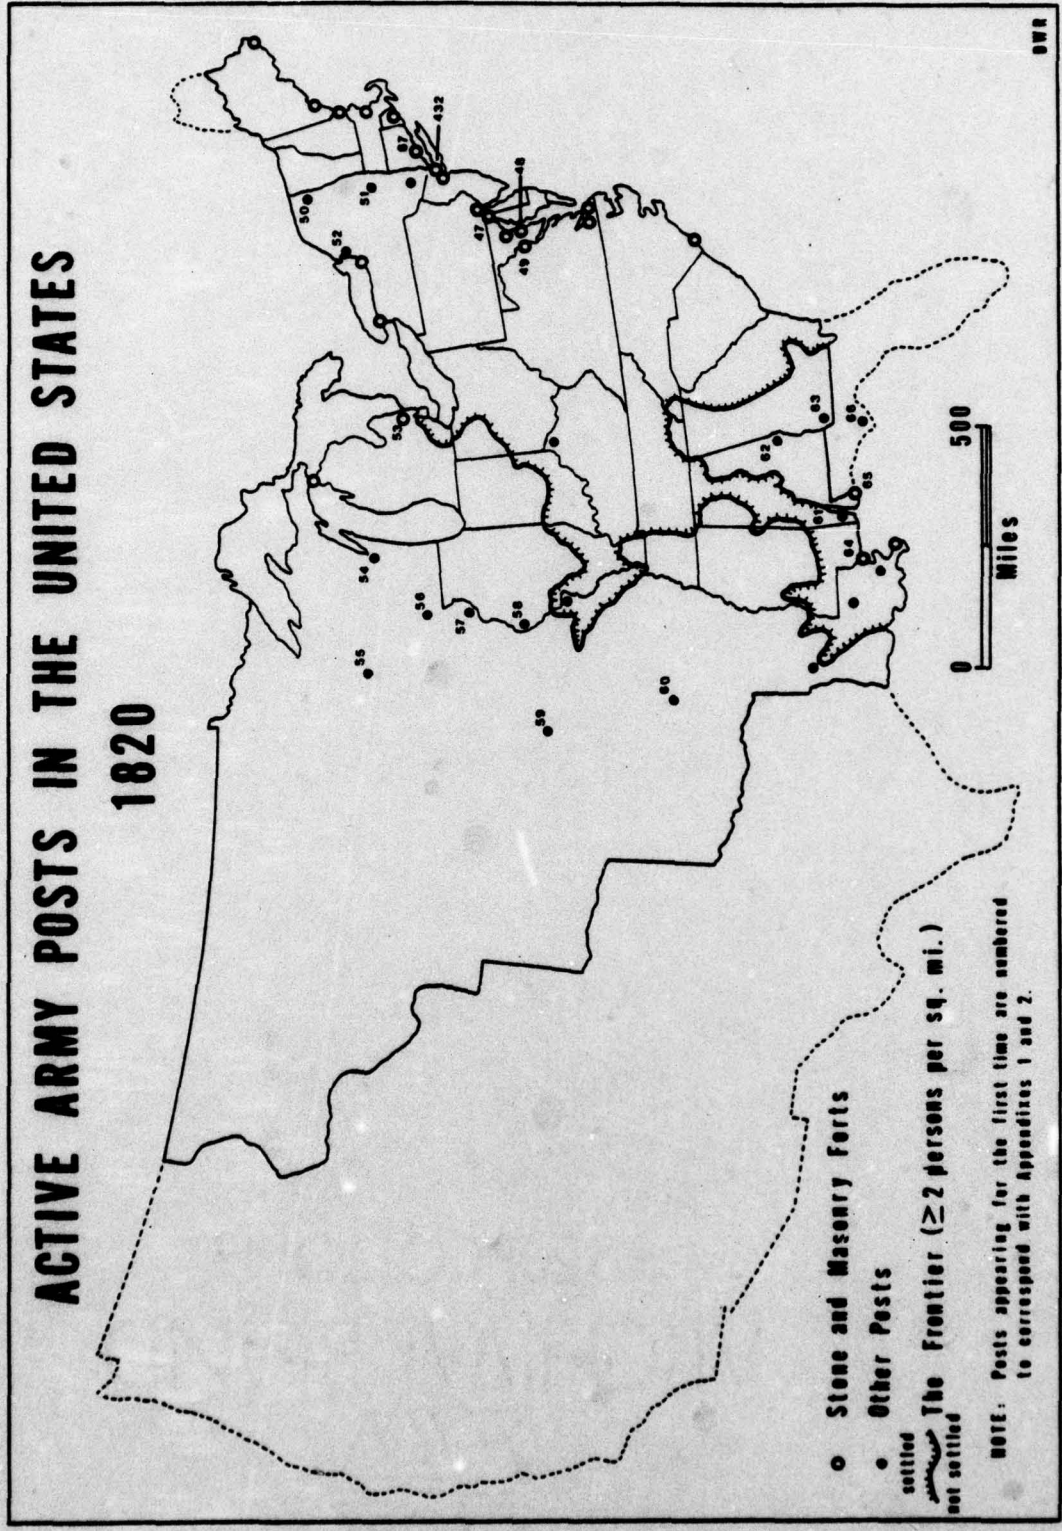 ACTIVE ARMY POSTS IN THE UNITED STATES
1820
50
51
52
67
432
47
48
49
53
54
55
56
57
58
59
60
61
62
63
64
65
66
0
500
Miles
Stone and Masonry Forts
Other Posts
settled
The Frontier (≥2 persons per sq. mi.)
not settled
NOTE: Posts appearing for the first time are numbered
to correspond with Appendixes 1 and 2.
DWR